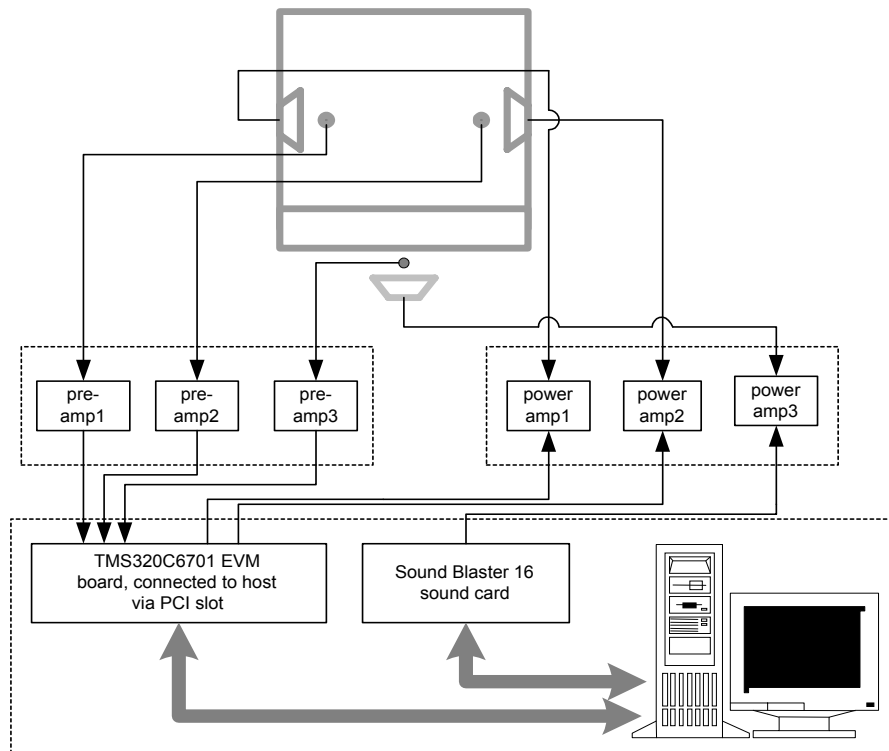 pre-
amp1
pre-
amp2
pre-
amp3
power
amp1
power
amp2
power
amp3
TMS320C6701 EVM
board, connected to host
via PCI slot
Sound Blaster 16
sound card